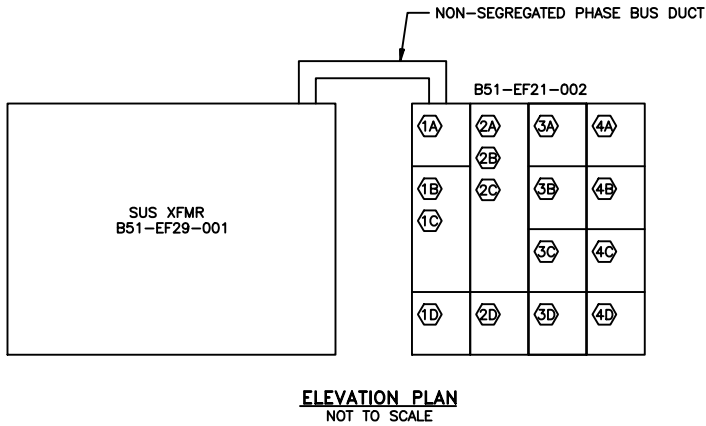 NON-SEGREGATED PHASE BUS DUCT
B51-EF21-002
1A 2A 3A 4A
2B
1B 2C 3B 4B
1C
3C 4C
SUS XFMR
B51-EF29-001
1D 2D 3D 4D
ELEVATION PLAN
NOT TO SCALE